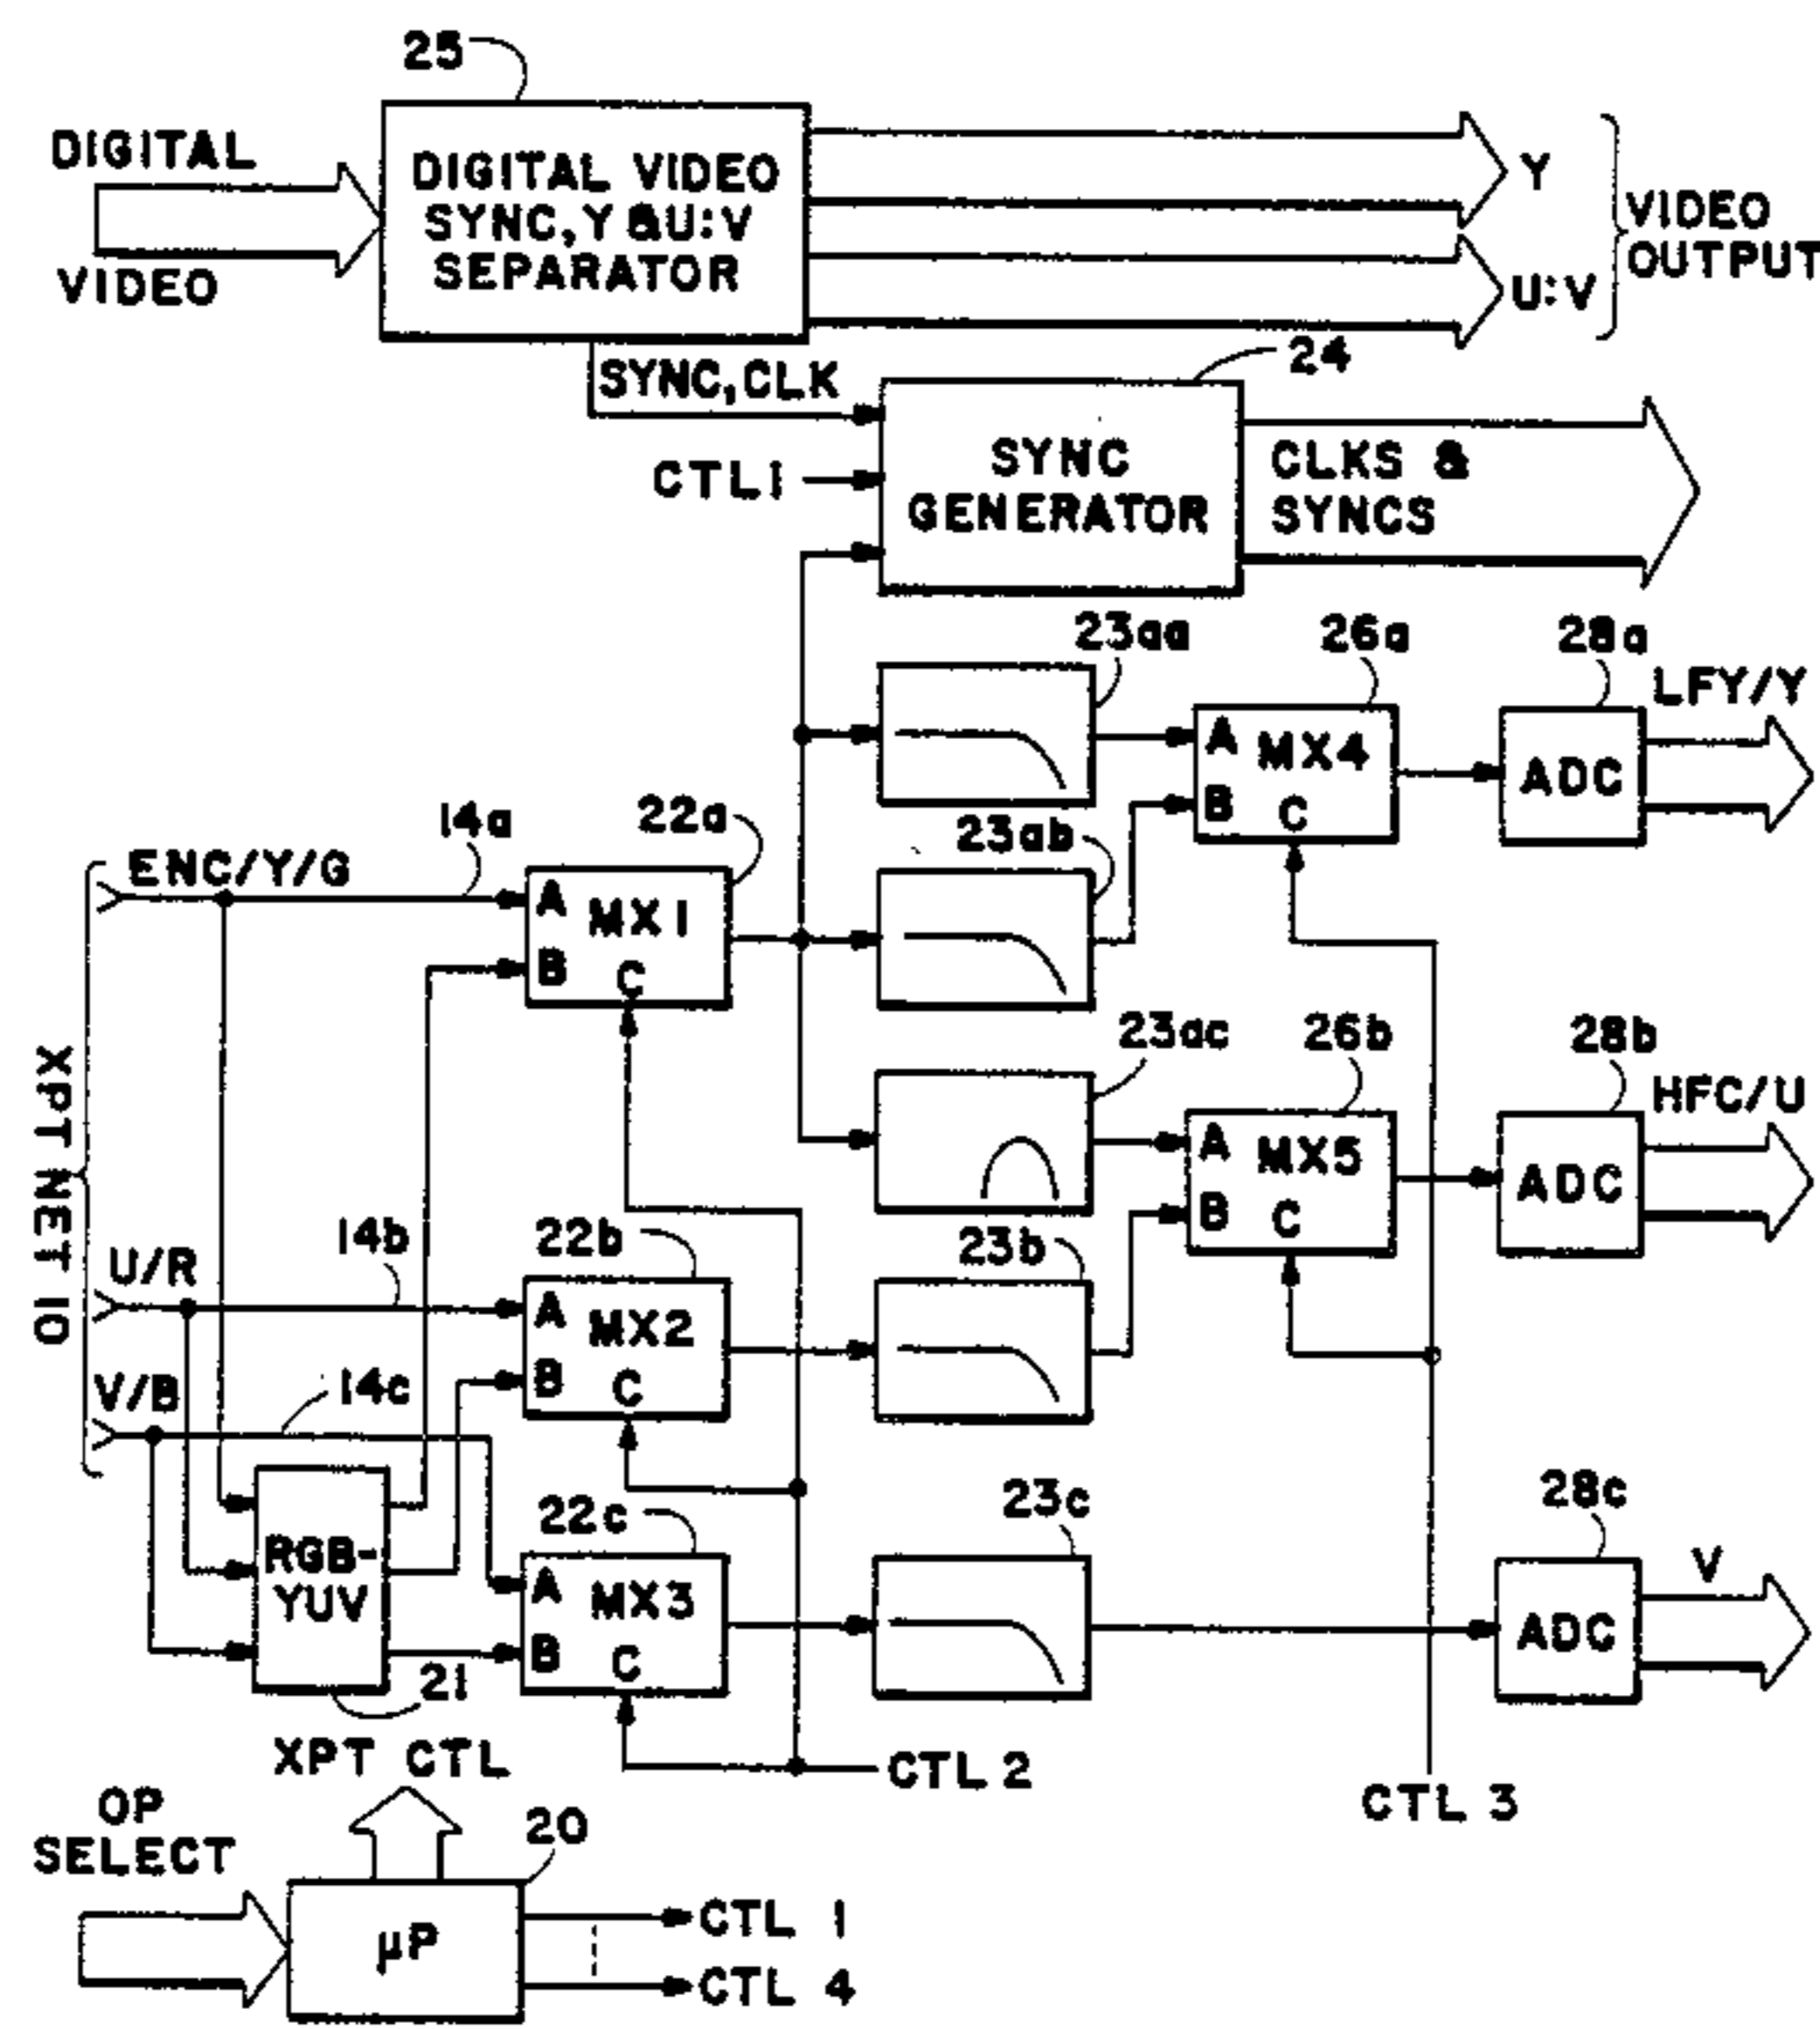 25
DIGITAL
VIDEO
DIGITAL VIDEO
SYNC, Y & U:V
SEPARATOR
Y
U:V
VIDEO
OUTPUT
SYNC, CLK
24
CTL1
SYNC
GENERATOR
CLKS &
SYNCS
23aa
26a
28a
LFY/Y
A
B
C
MX4
ADC
23ab
XPT NET 10
ENC/Y/G
14a
22a
A
B
C
MX1
23ac
26b
28b
HFC/U
A
B
C
MX5
ADC
U/R
14b
22b
A
B
C
MX2
23b
V/B
14c
22c
A
B
C
MX3
23c
28c
V
ADC
RGB-
YUV
21
CTL 2
CTL 3
XPT CTL
OP
SELECT
20
µP
CTL 1
CTL 4